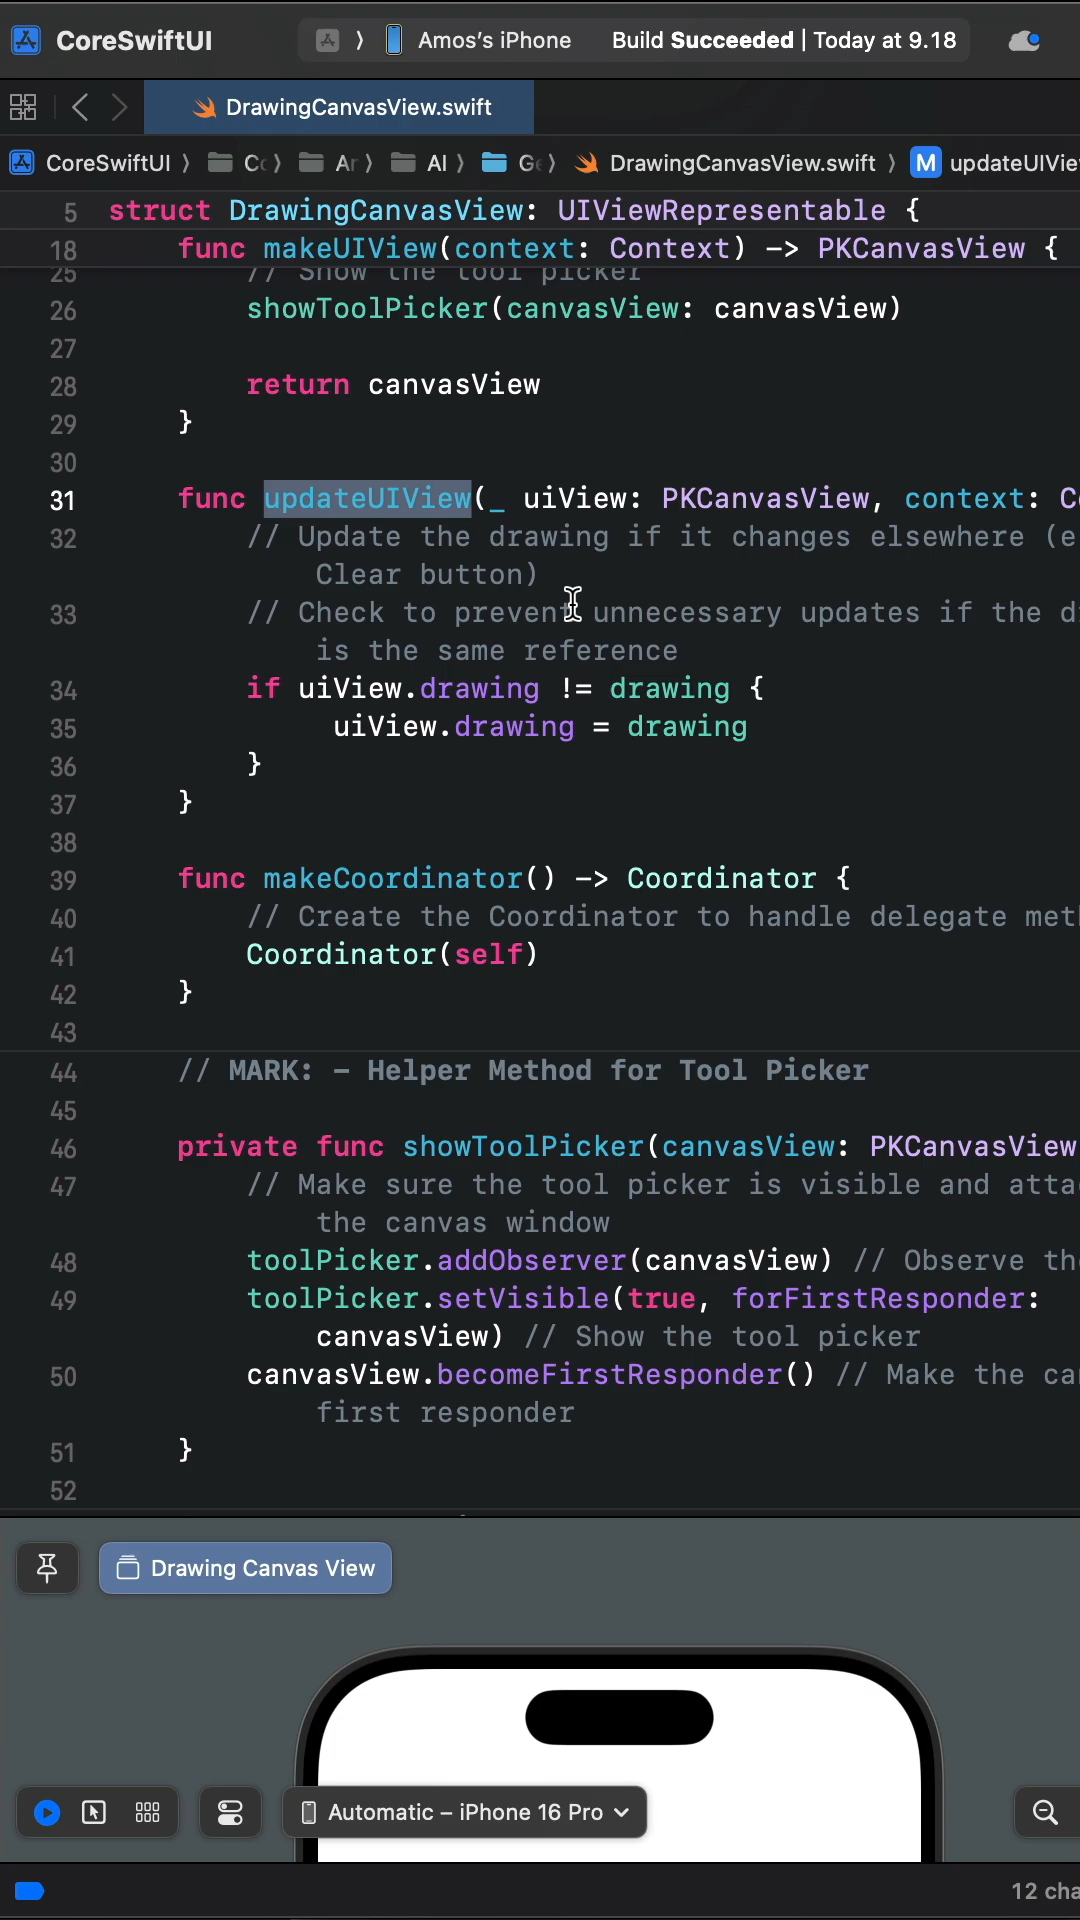 CoreSwiftUI
Amos's iPhone
Build Succeeded | Today at 9.18
DrawingCanvasView.swift
CoreSwiftUI 〉 〉 〉 AI 〉 〉 DrawingCanvasView.swift 〉 M
5 struct DrawingCanvasView: UIViewRepresentable {
18 func makeUIView(context: Context) -> PKCanvasView {
25 // Show the tool picker
26 showToolPicker(canvasView: canvasView)
27
28 return canvasView
29 }
30
31 func updateUIView(_ uiView: PKCanvasView, context:
32 // Update the drawing if it changes elsewhere (e
Clear button)
33 // Check to prevent unnecessary updates if the
is the same reference
34 if uiView.drawing != drawing {
35 uiView.drawing = drawing
36 }
37 }
38
39 func makeCoordinator() -> Coordinator {
40 // Create the Coordinator to handle delegate
41 Coordinator(self)
42 }
43
44 // MARK: - Helper Method for Tool Picker
45
46 private func showToolPicker(canvasView: PKCanvasView
47 // Make sure the tool picker is visible and
the canvas window
48 toolPicker.addObserver(canvasView) // Observe
49 toolPicker.setVisible(true, forFirstResponder:
canvasView) // Show the tool picker
50 canvasView.becomeFirstResponder() // Make the
first responder
51 }
52
Drawing Canvas View
Automatic – iPhone 16 Pro
12